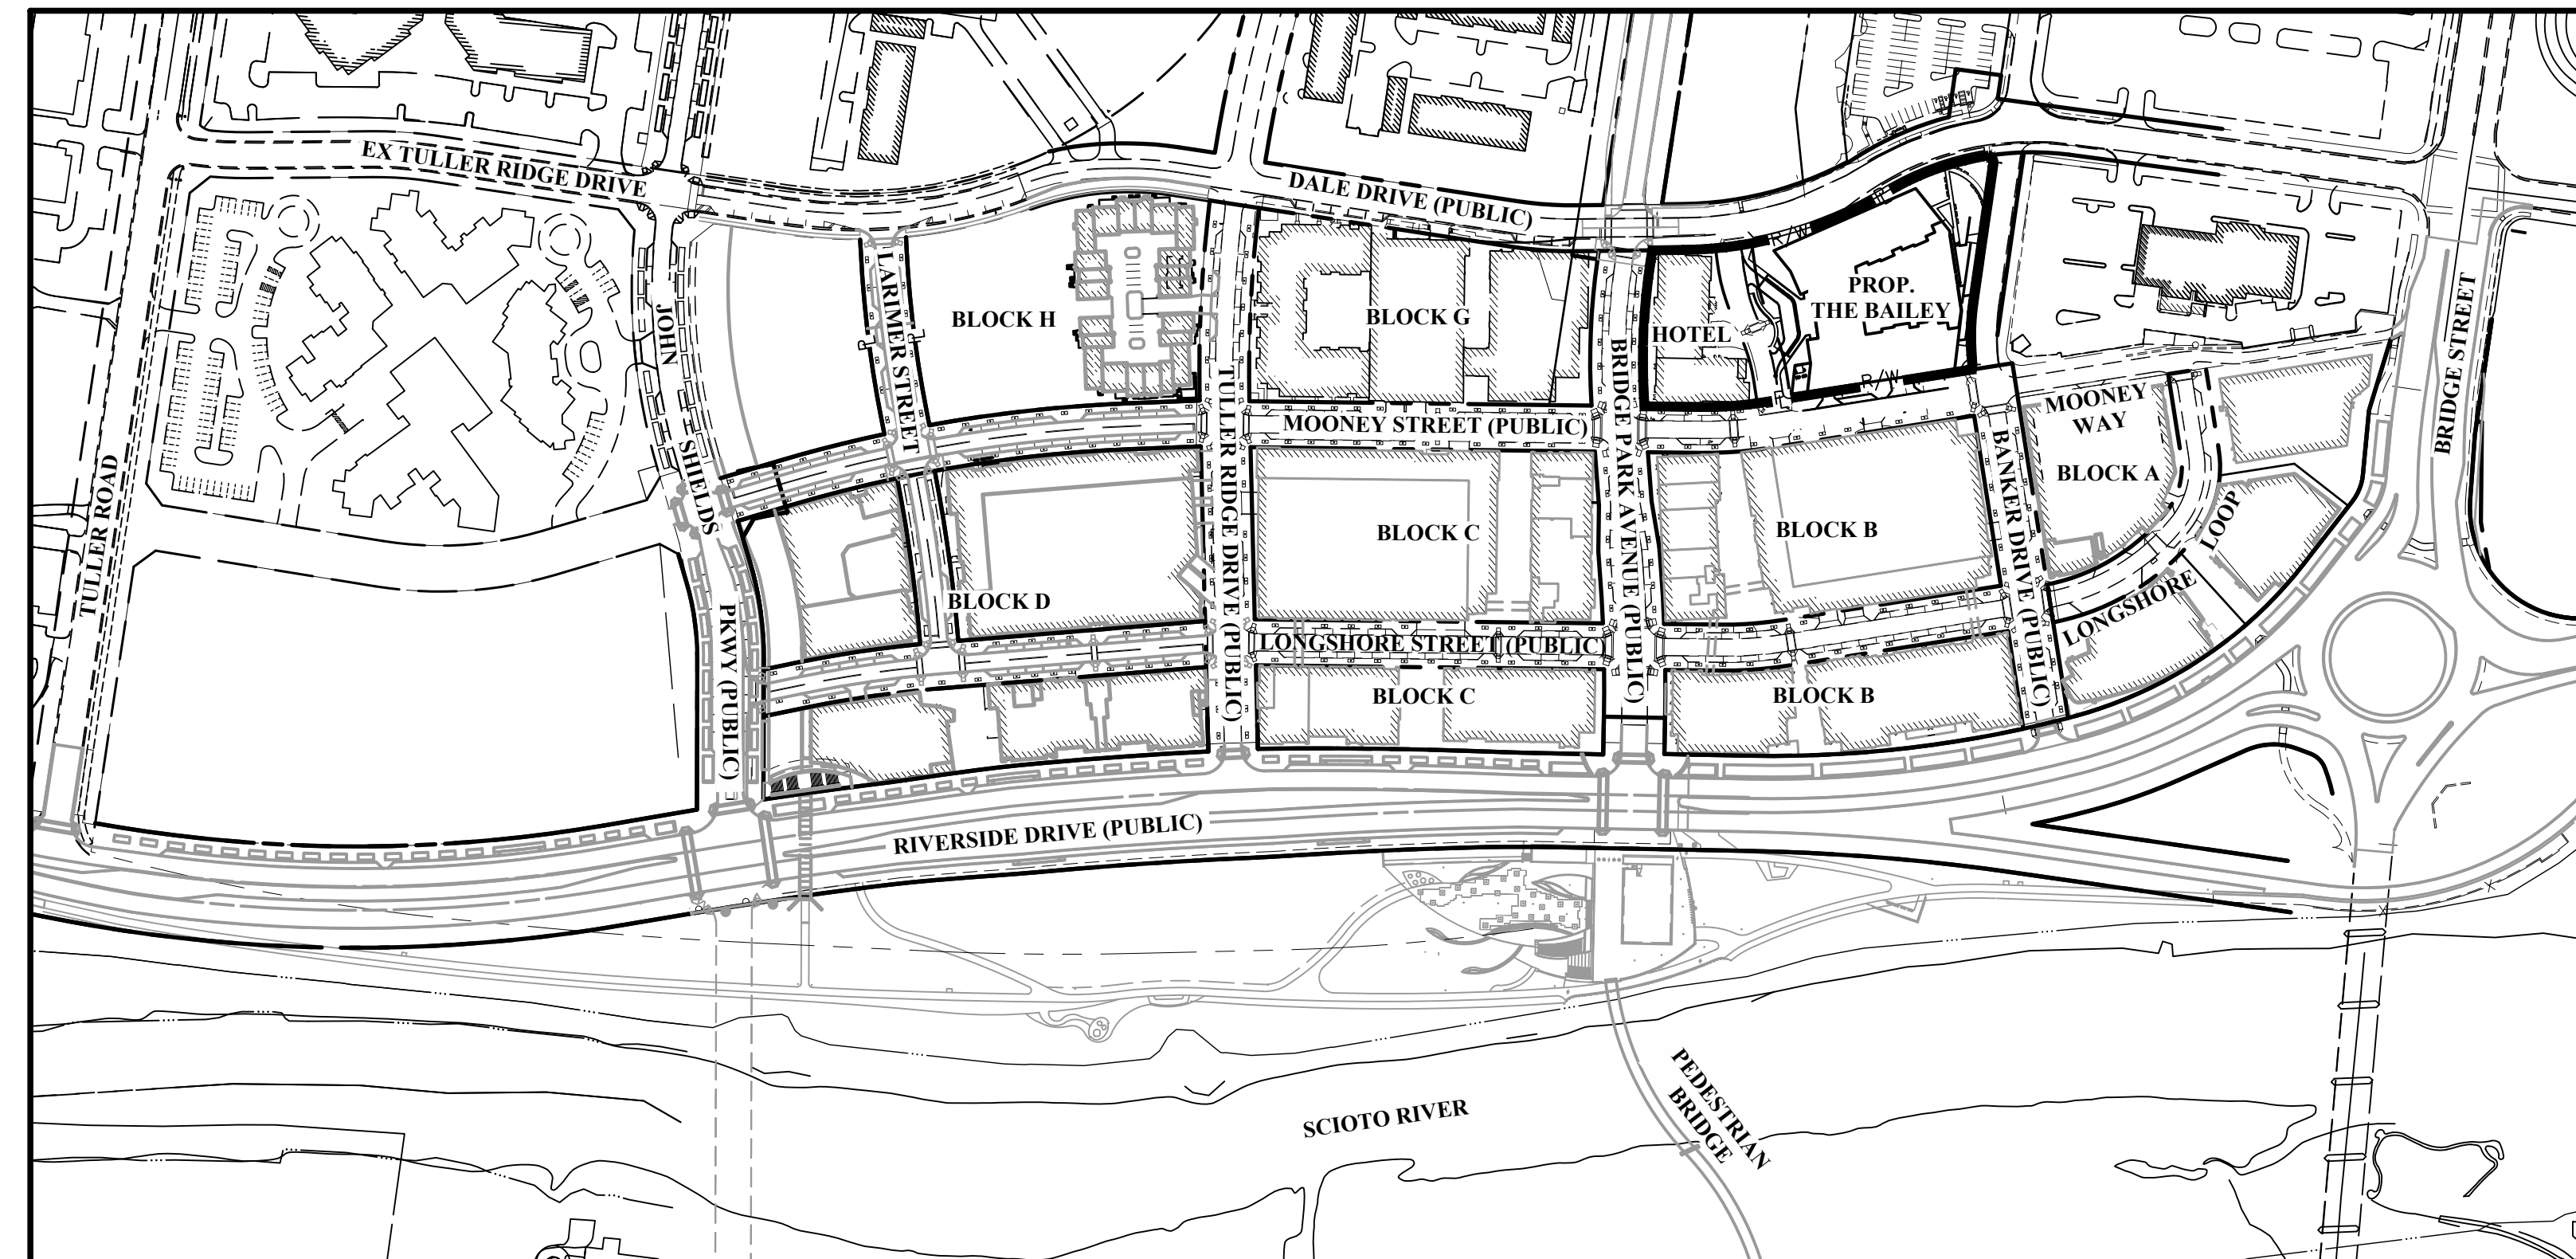 EX TULLER RIDGE DRIVE
DALE DRIVE (PUBLIC)
R/W
PROP.
THE BAILEY
HOTEL
BLOCK H
BLOCK G
LARIMER STREET
JOHN
SHIELDS
PKWY (PUBLIC)
TULLER ROAD
TULLER RIDGE DRIVE (PUBLIC)
BRIDGE PARK AVENUE (PUBLIC)
R/W
MOONEY STREET (PUBLIC)
MOONEY
WAY
BLOCK A
BRIDGE STREET
BANKER DRIVE (PUBLIC)
BLOCK C
BLOCK B
BLOCK D
LONGSHORE
LOOP
LONGSHORE STREET (PUBLIC)
BLOCK C
BLOCK B
RIVERSIDE DRIVE (PUBLIC)
SCIOTO RIVER
PEDESTRIAN
BRIDGE